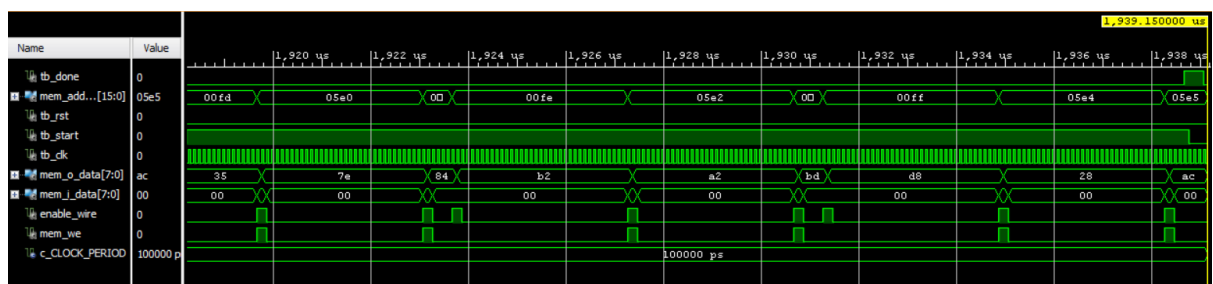 1,939.150000 us
Name Value
1,920 us 1,922 us 1,924 us 1,926 us 1,928 us 1,930 us 1,932 us 1,934 us 1,936 us 1,938 us
tb_done 0
mem_add...[15:0] 05e5 00fd 05e0 00fe 05e2 00ff 05e4 05e5
tb_rst 0
tb_start 0
tb_clk 0
mem_o_data[7:0] ac 35 7e 84 b2 a2 bd d8 28 ac
mem_i_data[7:0] 00 00 00 00 00 00 00 00
enable_wire 0
mem_we 0
c_CLOCK_PERIOD 100000 p 100000 ps